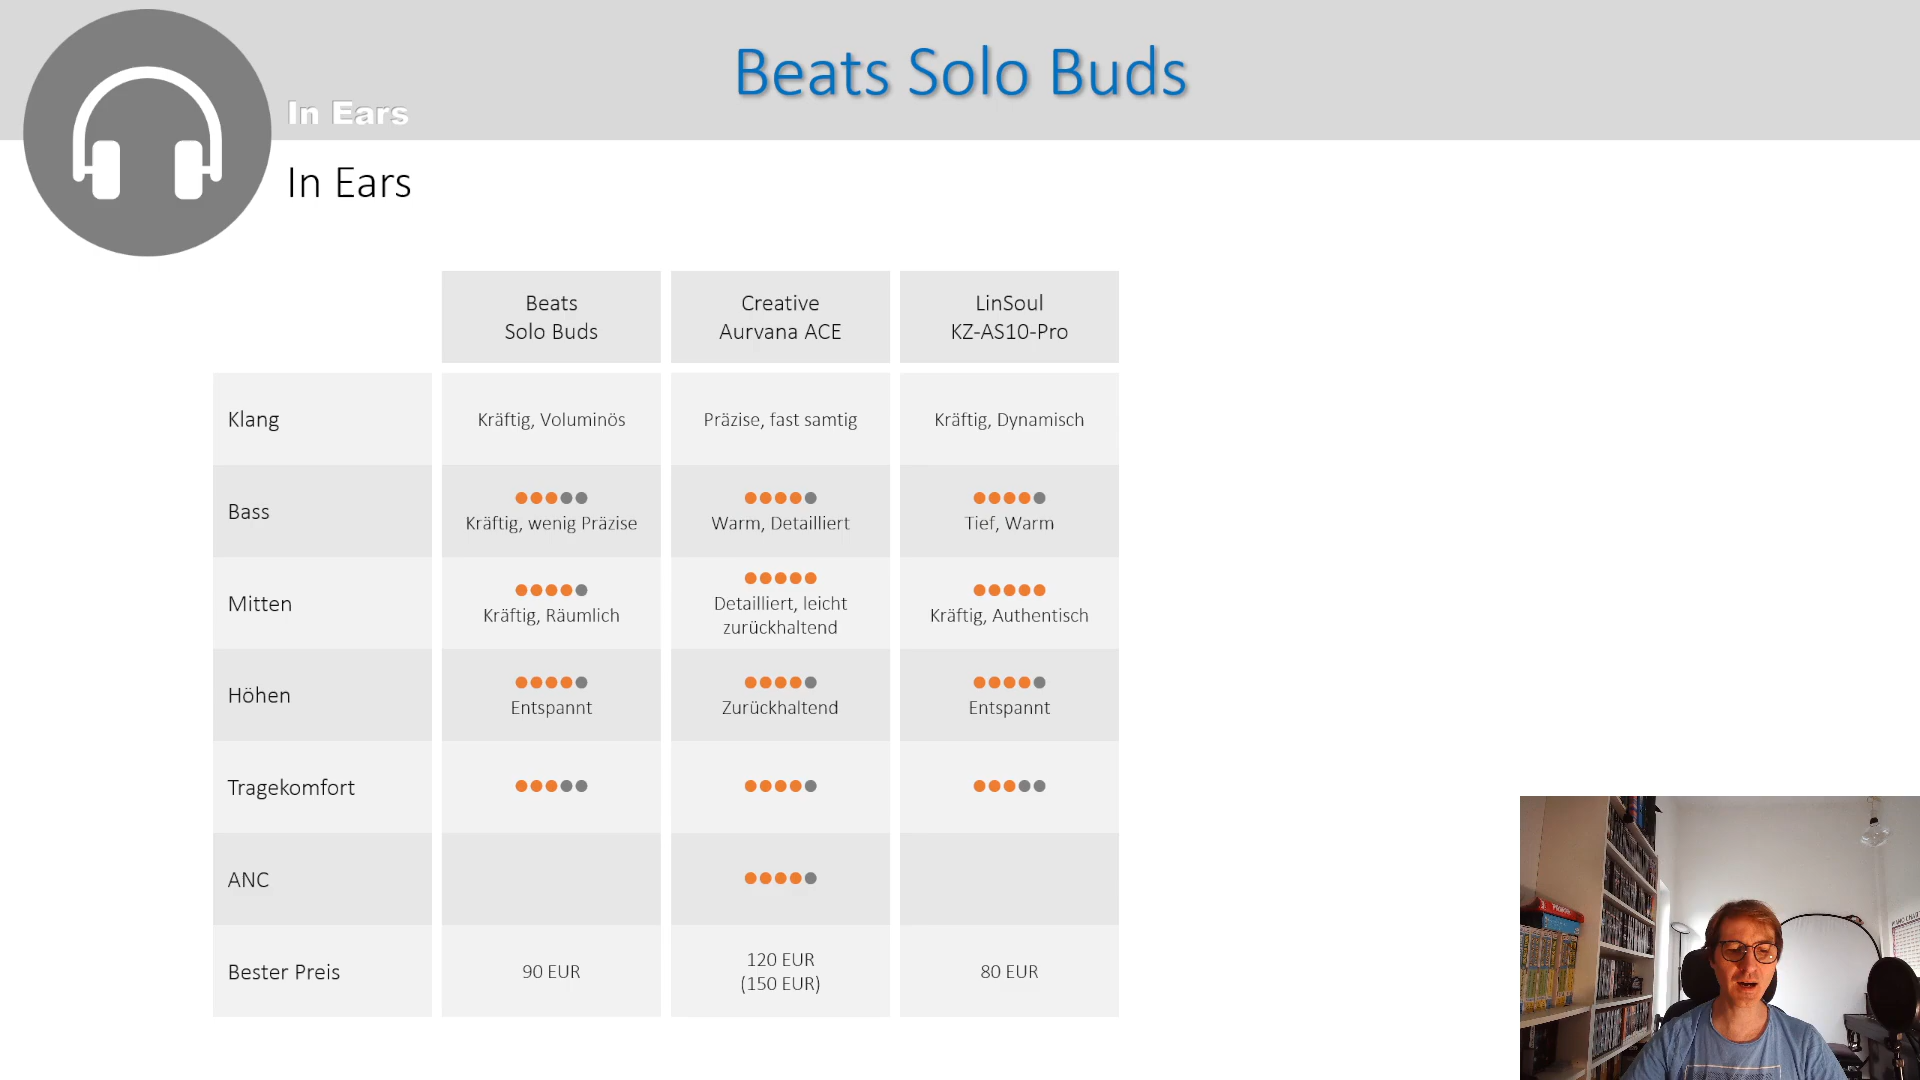 Beats Solo Buds
In Ears
In Ears
Beats
Solo Buds
Creative
Aurvana ACE
LinSoul
KZ-AS10-Pro
Klang
Kräftig, Voluminös
Präzise, fast samtig
Kräftig, Dynamisch
Bass
Kräftig, wenig Präzise
Warm, Detailliert
Tief, Warm
Mitten
Kräftig, Räumlich
Detailliert, leicht
zurückhaltend
Kräftig, Authentisch
Höhen
Entspannt
Zurückhaltend
Entspannt
Tragekomfort
ANC
Bester Preis
90 EUR
120 EUR
(150 EUR)
80 EUR